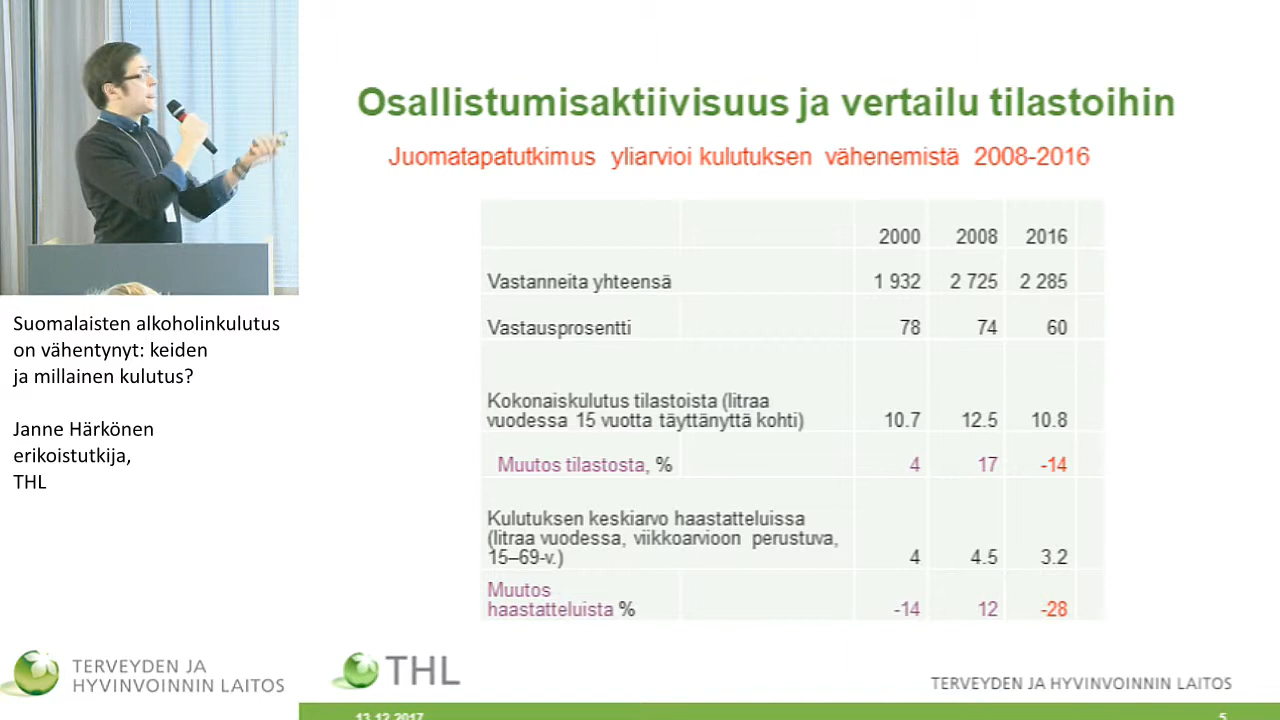 Osallistumisaktiivisuus ja vertailu tilastoihin
Juomatapatutkimus yliarvioi kulutuksen vähenemistä 2008-2016
2000 2008 2016
Vastanneita yhteensä 1 932 2 725 2 285
Vastausprosentti 78 74 60
Kokonaiskulutus tilastoista (litraa
vuodessa 15 vuotta täyttänyttä kohti) 10.7 12.5 10.8
Muutos tilastosta, % 4 17 -14
Kulutuksen keskiarvo haastatteluissa
(litraa vuodessa, viikkoarvioon perustuva,
15–69-v.) 4 4.5 3.2
Muutos
haastatteluista % -14 12 -28
Suomalaisten alkoholinkulutus
on vähentynyt: keiden
ja millainen kulutus?
Janne Härkönen
erikoistutkija,
THL
TERVEYDEN JA
HYVINVOINNIN LAITOS
THL
TERVEYDEN JA HYVINVOINNIN LAITOS
13.12.2017 5